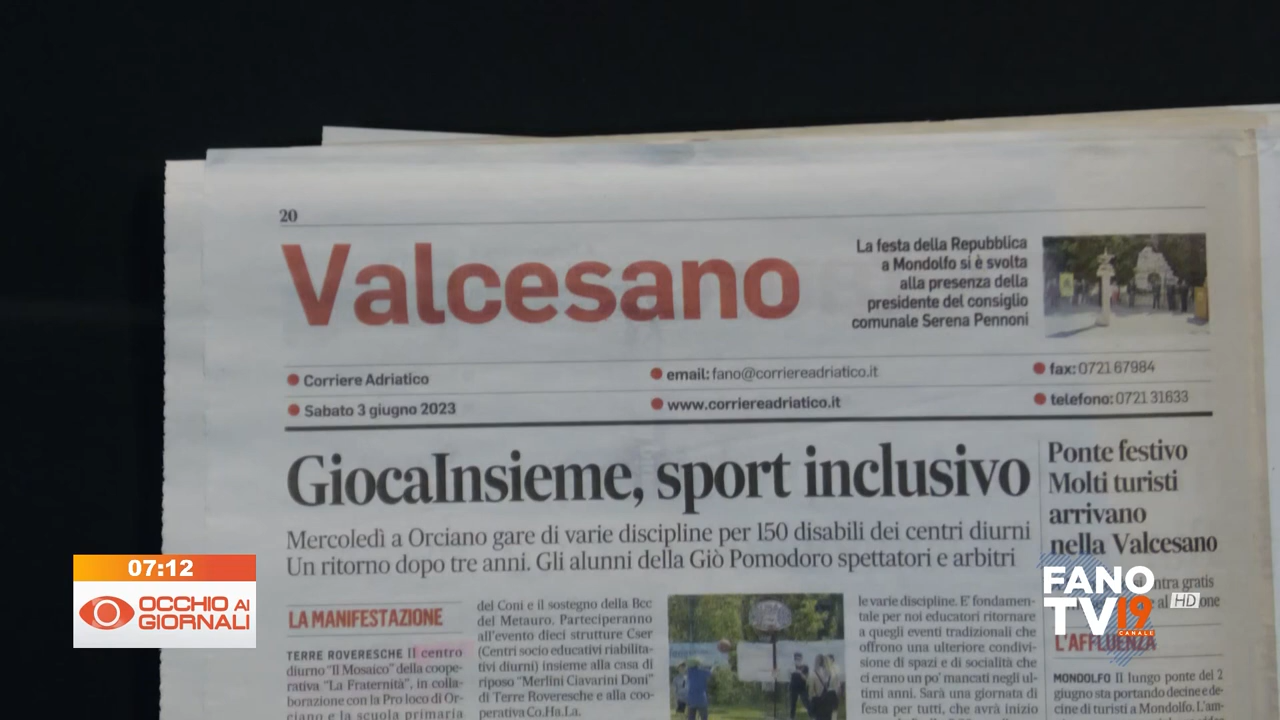 20
Valcesano
La festa della Repubblica
a Mondolfo si è svolta
alla presenza della
presidente del consiglio
comunale Serena Pennoni
Corriere Adriatico
email: fano@corriereadriatico.it
fax: 0721 67984
Sabato 3 giugno 2023
www.corriereadriatico.it
telefono: 0721 31633
GiocaInsieme, sport inclusivo
Mercoledì a Orciano gare di varie discipline per 150 disabili dei centri diurni
Un ritorno dopo tre anni. Gli alunni della Giò Pomodoro spettatori e arbitri
LA MANIFESTAZIONE
TERRE ROVERESCHE Il centro
diurno "Il Mosaico" della coope-
rativa "La Fraternità", in colla-
borazione con la Pro loco di Or-
ciano e la scuola primaria
del Coni e il sostegno della Bcc
del Metauro. Parteciperanno
all'evento dieci strutture Cser
(Centri socio educativi riabilita-
tivi diurni) insieme alla casa di
riposo "Merlini Ciavarini Doni"
di Terre Roveresche e alla coo-
perativa Co.Ha.La.
le varie discipline. E' fondamen-
tale per noi educatori ritornare
a quegli eventi tradizionali che
offrono una ulteriore condivi-
sione di spazi e di socialità che
ci erano un po' mancati negli ul-
timi anni. Sarà una giornata di
festa per tutti, che avrà inizio
Ponte festivo
Molti turisti
arrivano
nella Valcesano
gratis
L'AFFLUENZA
MONDOLFO Il lungo ponte del 2
giugno sta portando decine e de-
cine di turisti a Mondolfo. L'am-
07:12
OCCHIO AI
GIORNALI
FANO
TV19 HD
CANALE